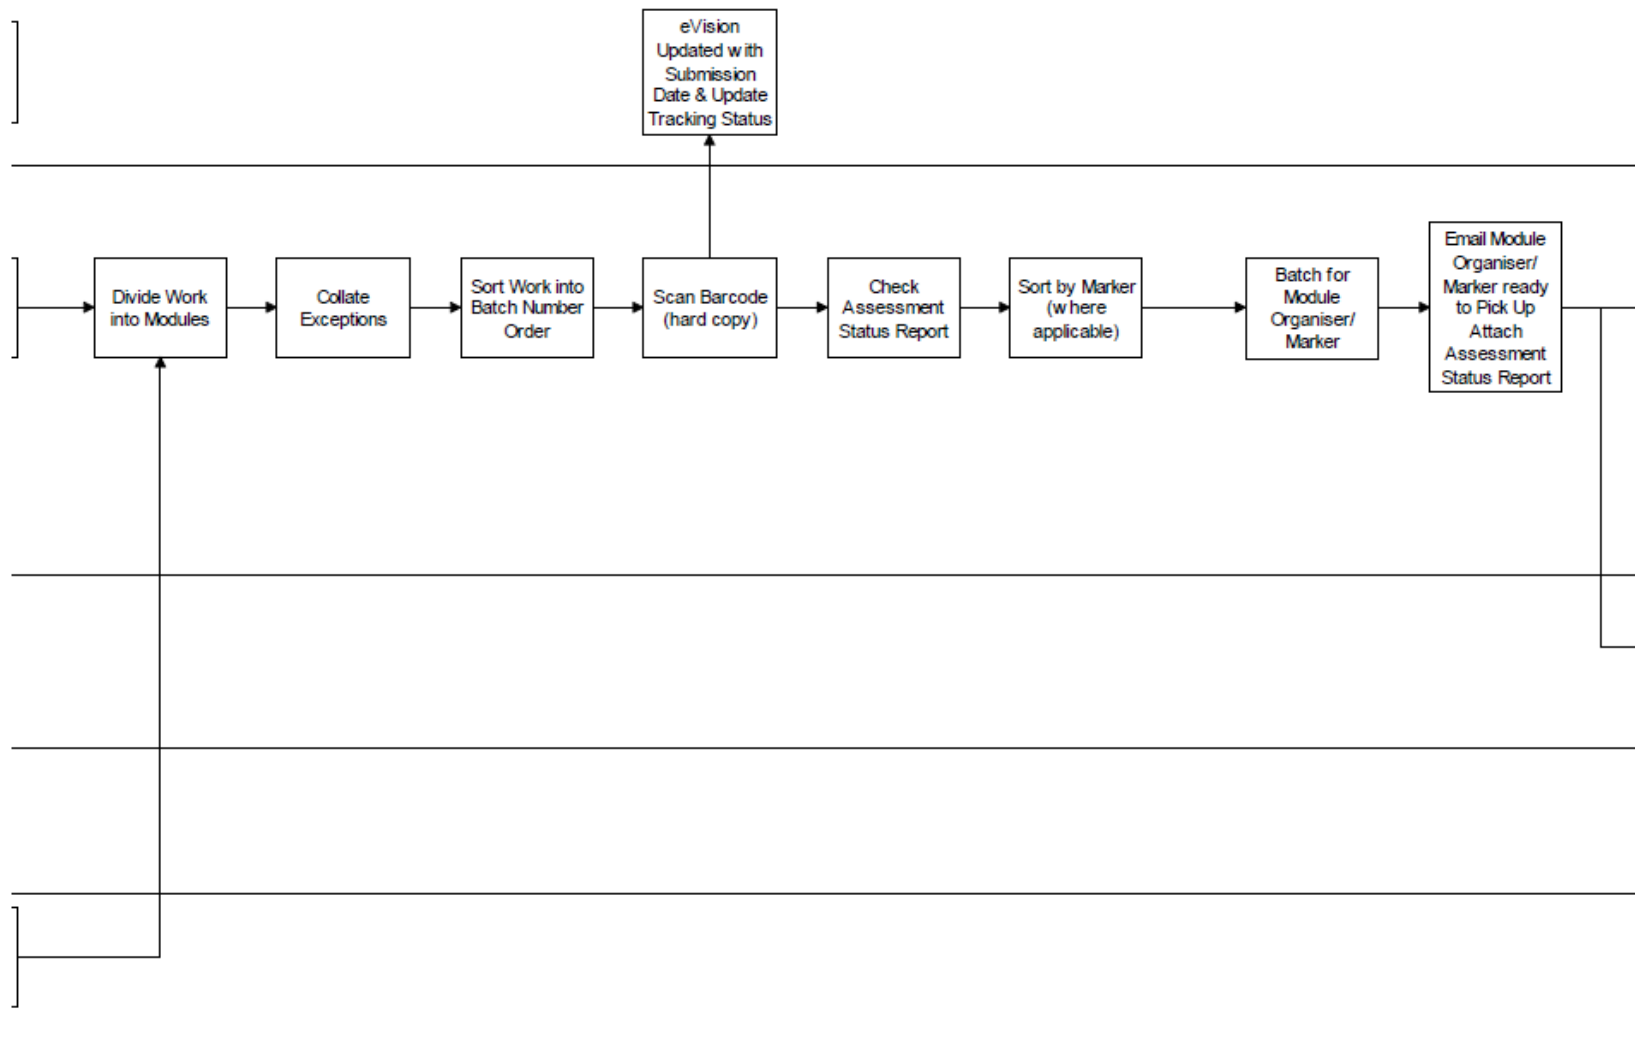 eVision
Updated with
Submission
Date & Update
Tracking Status
Divide Work
into Modules
Collate
Exceptions
Sort Work into
Batch Number
Order
Scan Barcode
(hard copy)
Check
Assessment
Status Report
Sort by Marker
(where
applicable)
Batch for
Module
Organiser/
Marker
Email Module
Organiser/
Marker ready
to Pick Up
Attach
Assessment
Status Report